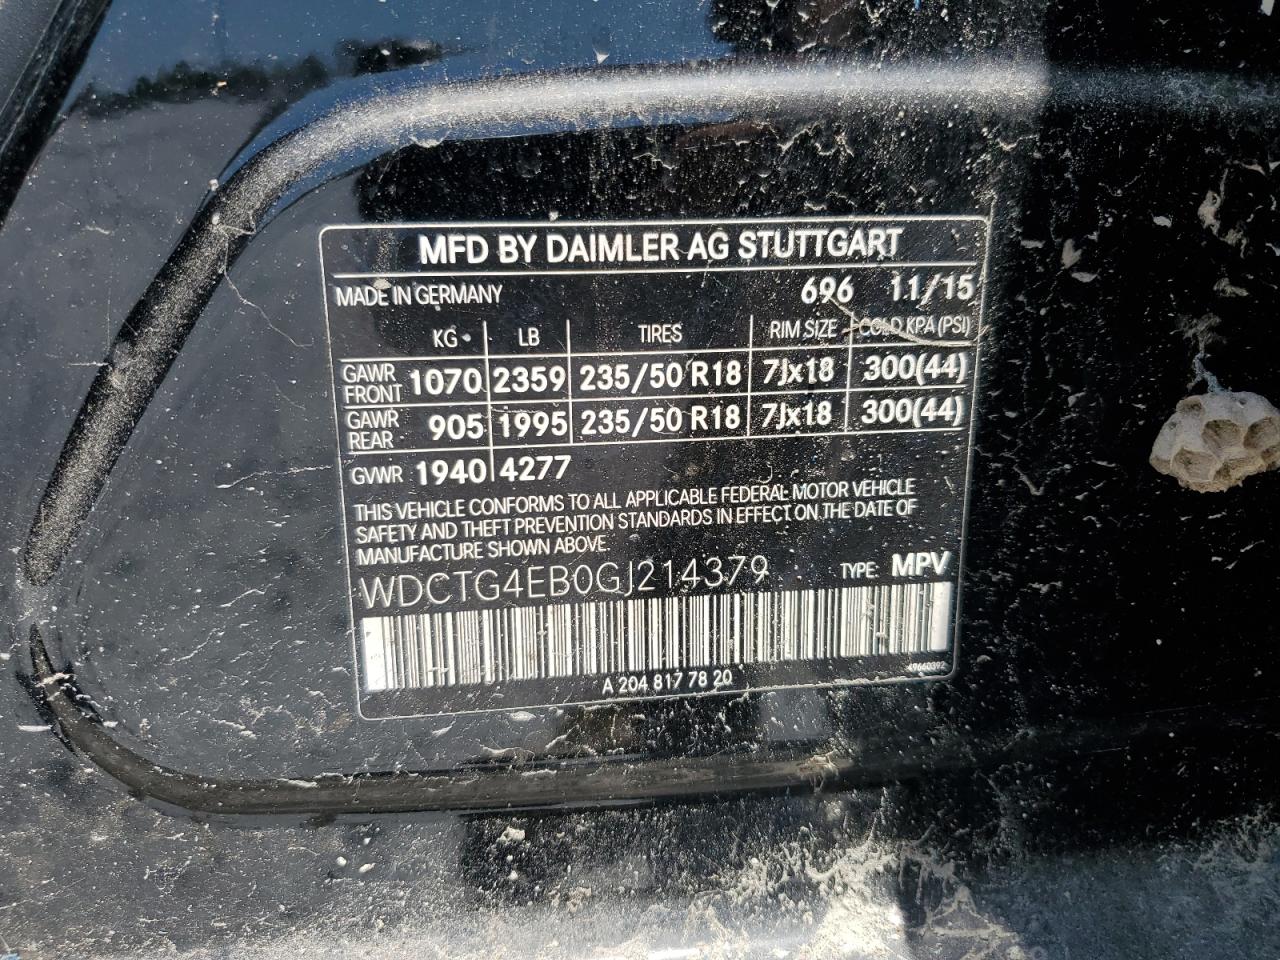 MFD BY DAIMLER AG STUTTGART
MADE IN GERMANY 696 11/15
KG LB TIRES RIM SIZE COLD KPA (PSI)
GAWR FRONT 1070 2359 235/50 R18 7Jx18 300(44)
GAWR REAR 905 1995 235/50 R18 7Jx18 300(44)
GVWR 1940 4277
THIS VEHICLE CONFORMS TO ALL APPLICABLE FEDERAL MOTOR VEHICLE
SAFETY AND THEFT PREVENTION STANDARDS IN EFFECT ON THE DATE OF
MANUFACTURE SHOWN ABOVE.
WDCTG4EB0GJ214379 TYPE: MPV
A 204 817 78 20 49660392